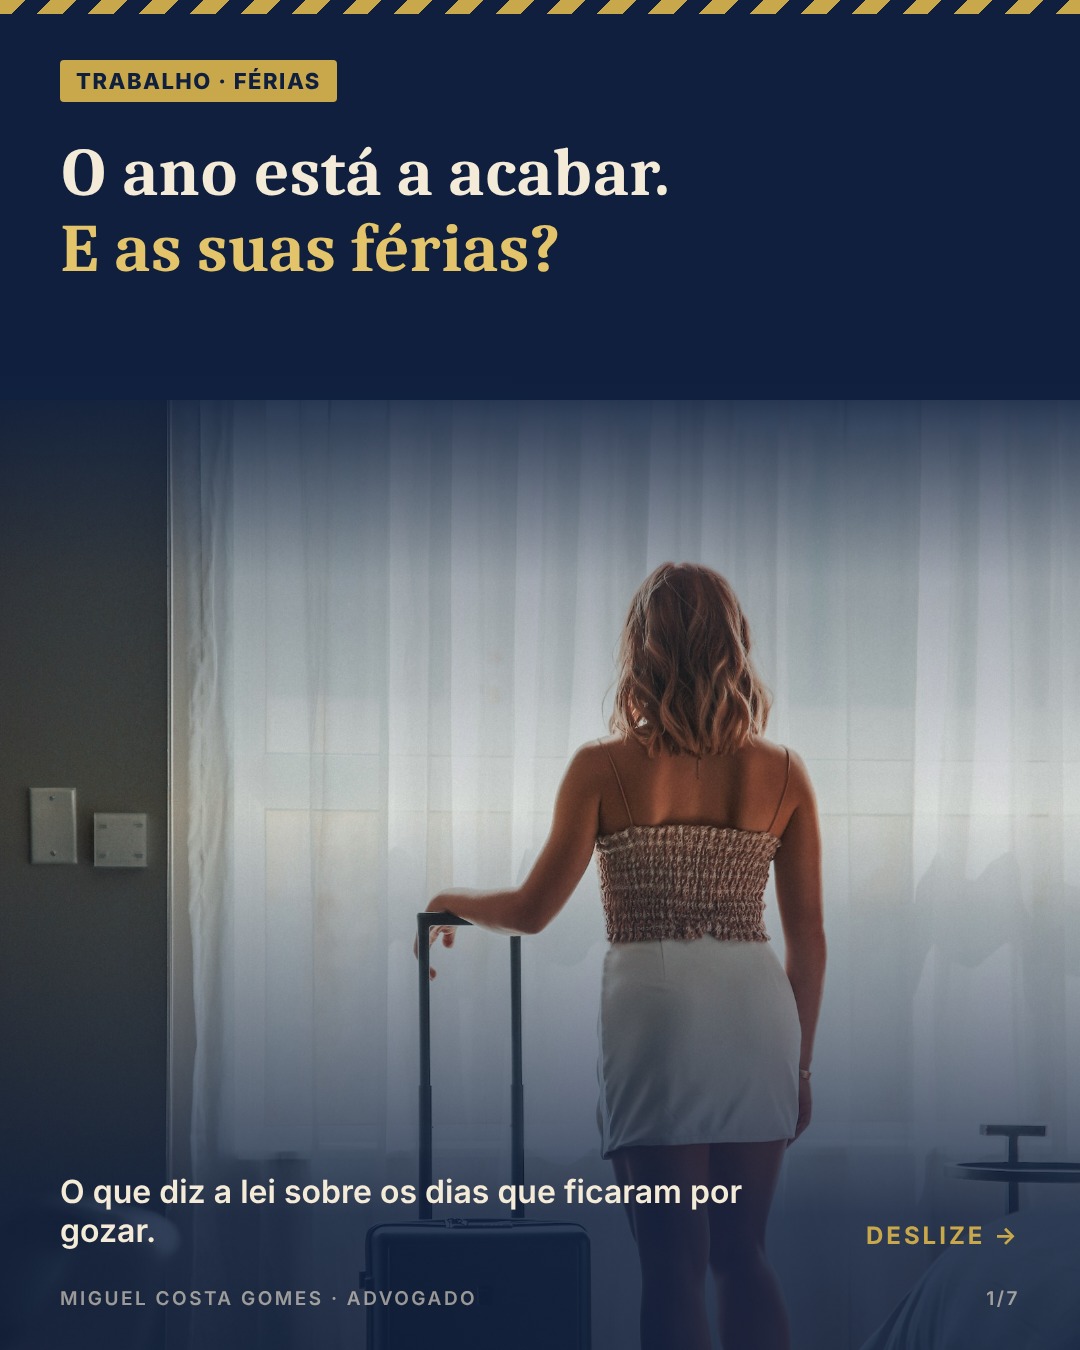 TRABALHO · FÉRIAS
O ano está a acabar.
E as suas férias?
O que diz a lei sobre os dias que ficaram por
gozar.
DESLIZE →
MIGUEL COSTA GOMES · ADVOGADO
1/7